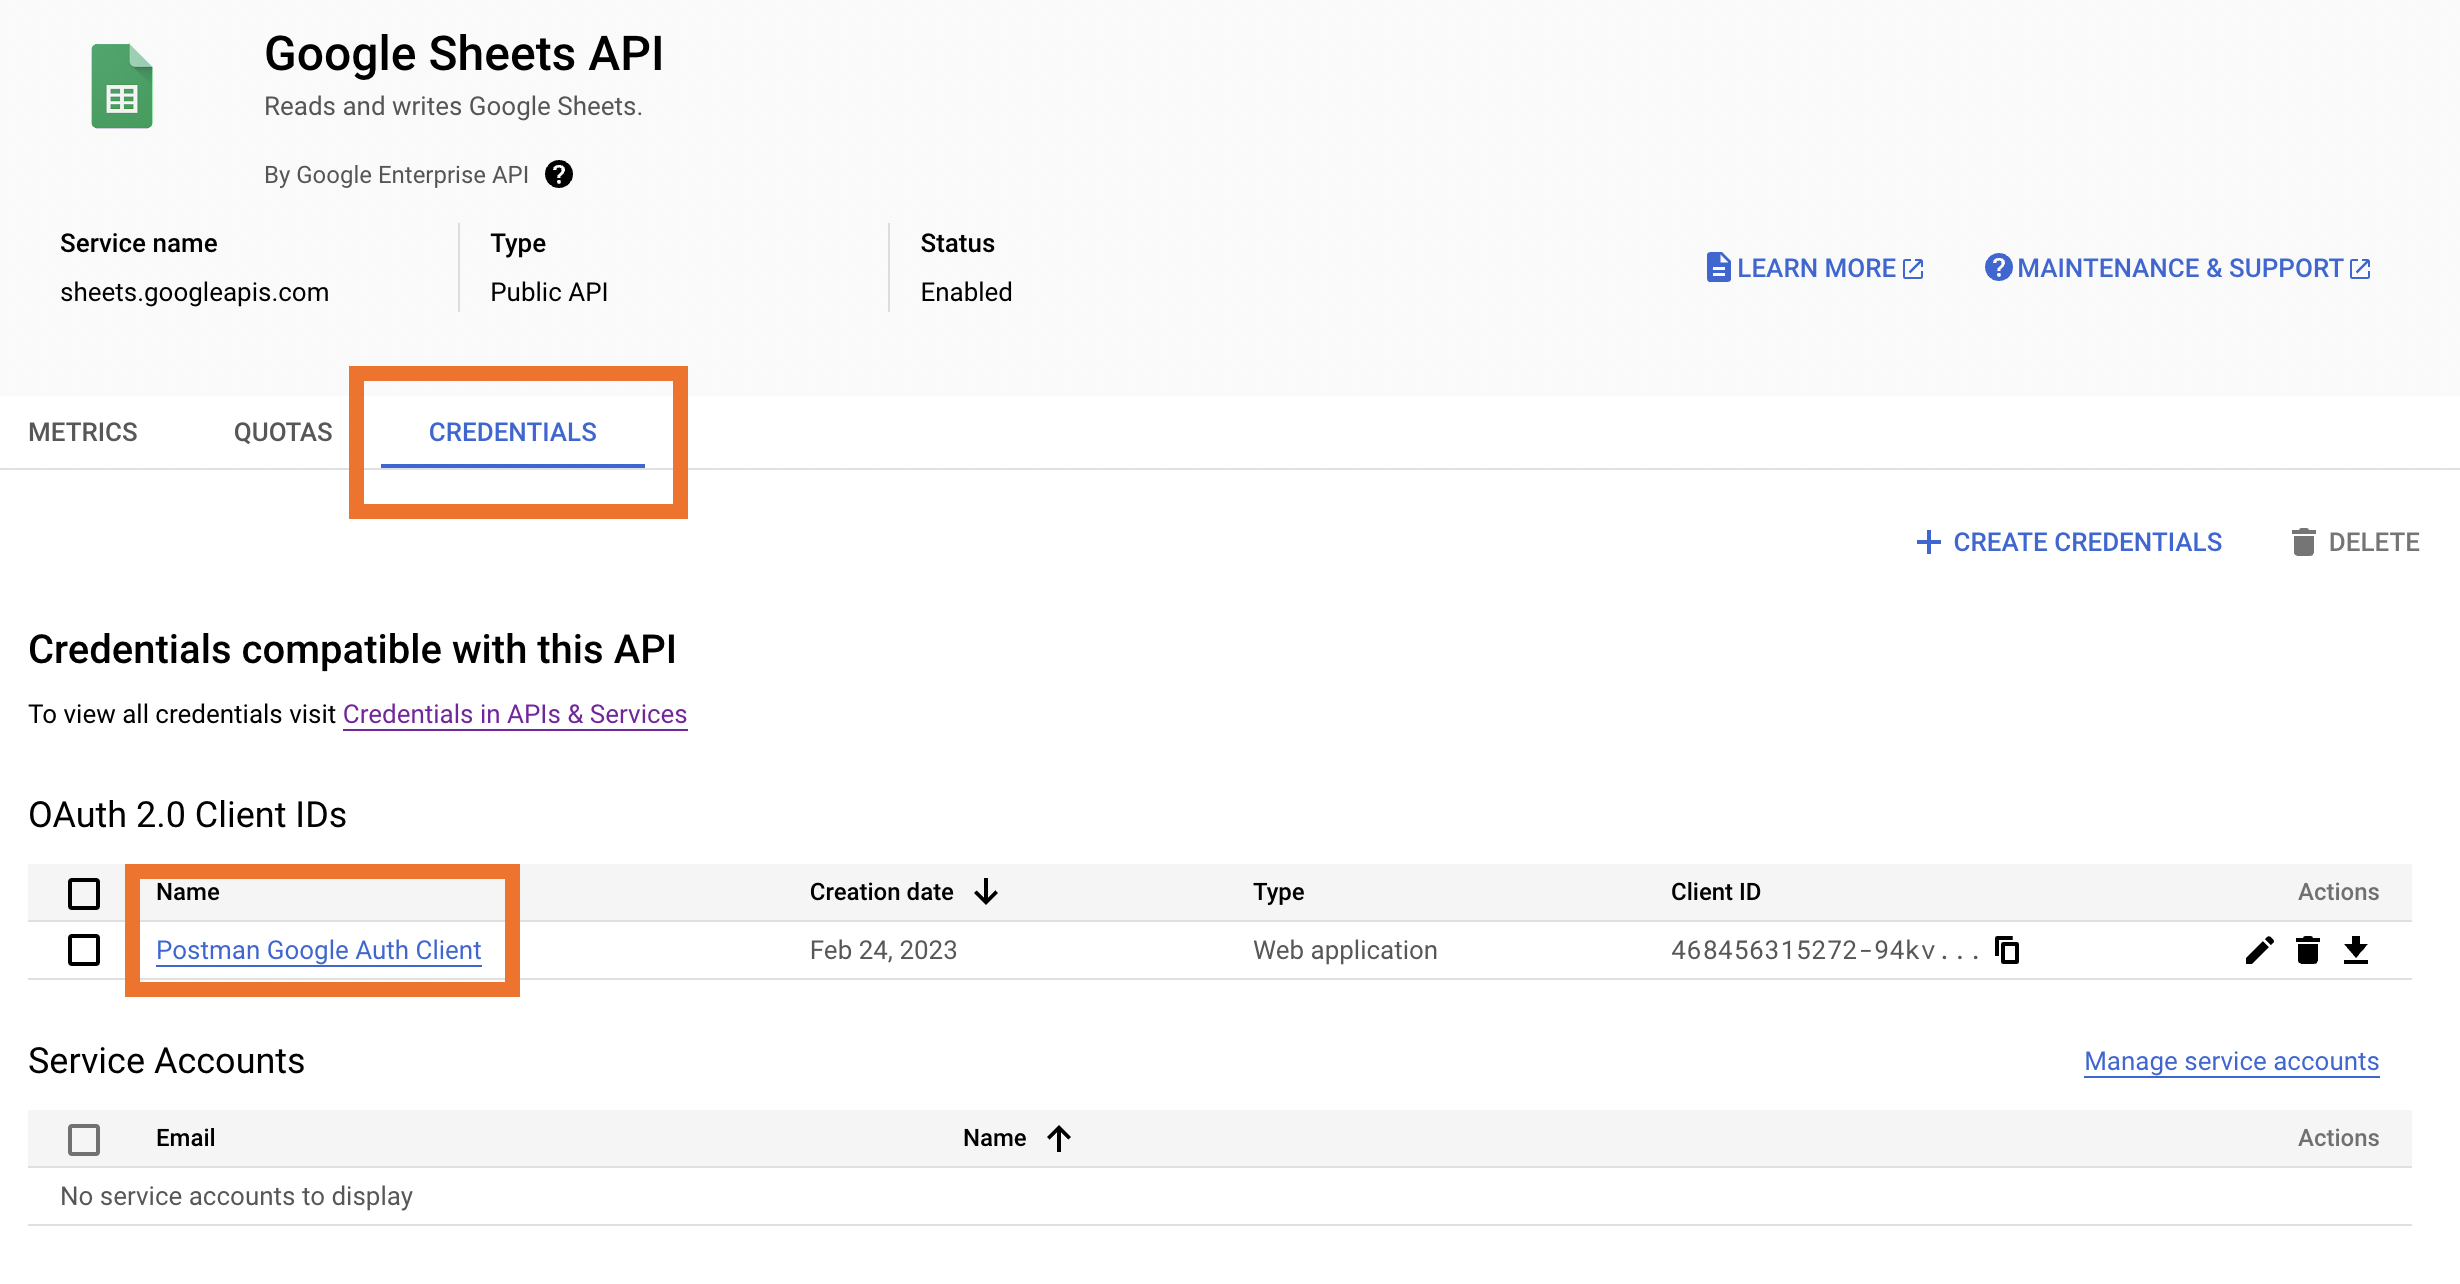 Google Sheets API
Reads and writes Google Sheets.
By Google Enterprise API
Service name
sheets.googleapis.com
Type
Public API
Status
Enabled
LEARN MORE
MAINTENANCE & SUPPORT
METRICS
QUOTAS
CREDENTIALS
CREATE CREDENTIALS
DELETE
Credentials compatible with this API
To view all credentials visit Credentials in APIs & Services
OAuth 2.0 Client IDs
Name Creation date Type Client ID Actions
Postman Google Auth Client Feb 24, 2023 Web application 468456315272-94kv...
Service Accounts
Manage service accounts
Email Name Actions
No service accounts to display